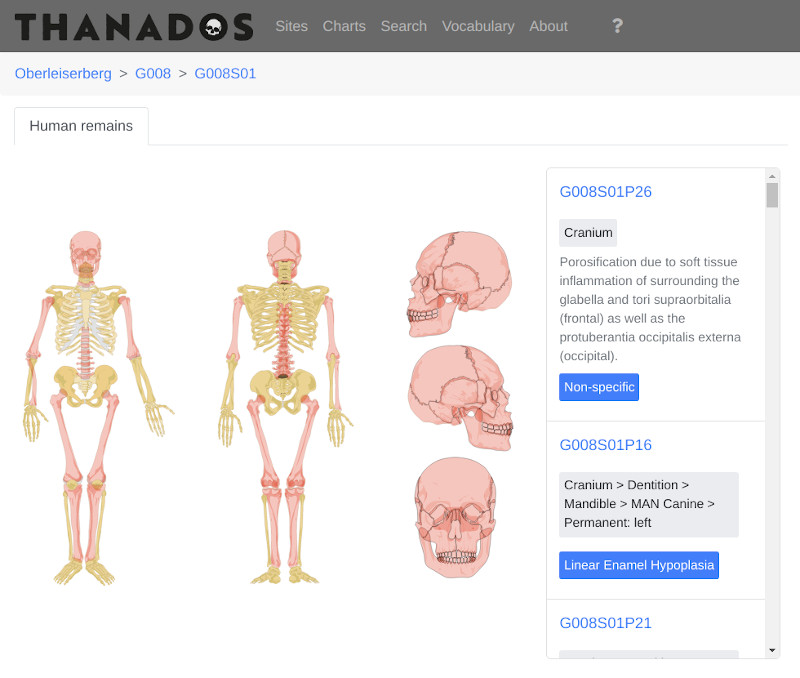 THANADOS Sites Charts Search Vocabulary About ?
Oberleiserberg > G008 > G008S01
Human remains
G008S01P26
Cranium
Porosification due to soft tissue
inflammation of surrounding the
glabella and tori supraorbitalia
(frontal) as well as the
protuberantia occipitalis externa
(occipital).
Non-specific
G008S01P16
Cranium > Dentition >
Mandible > MAN Canine >
Permanent: left
Linear Enamel Hypoplasia
G008S01P21